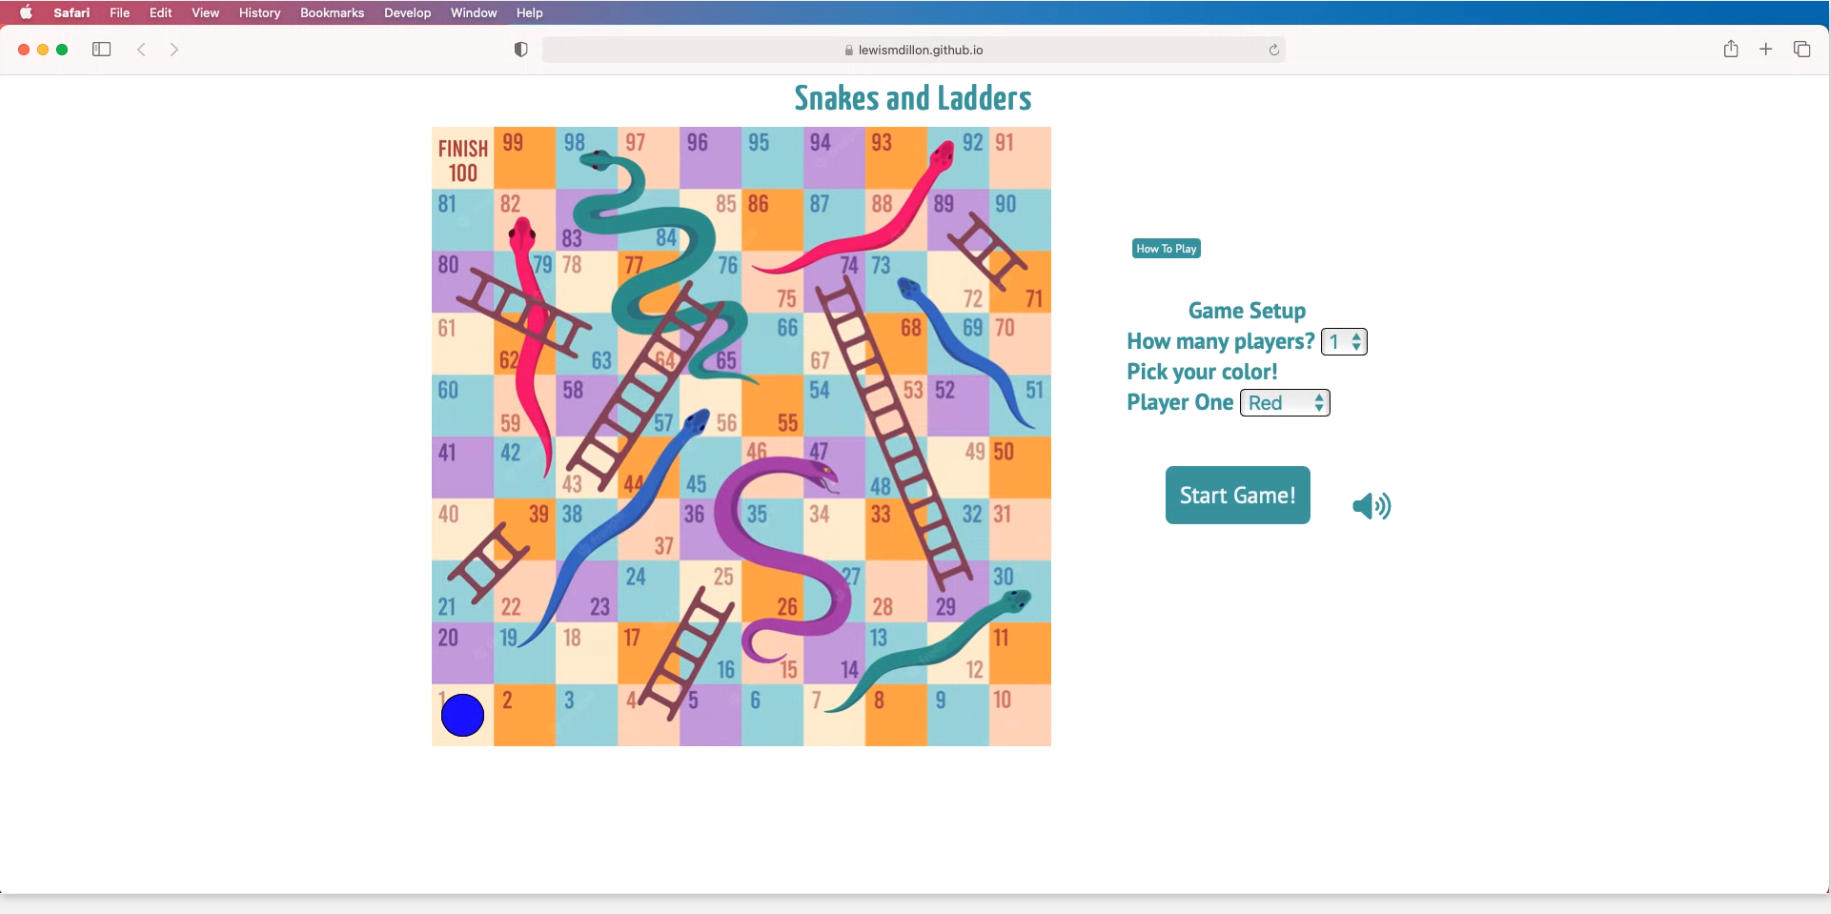 Safari File Edit View History Bookmarks Develop Window Help
lewismdillon.github.io
Snakes and Ladders
FINISH 100 99 98 97 96 95 94 93 92 91
81 82 83 84 85 86 87 88 89 90
80 79 78 77 76 75 74 73 72 71
61 62 63 64 65 66 67 68 69 70
60 59 58 57 56 55 54 53 52 51
41 42 43 44 45 46 47 48 49 50
40 39 38 37 36 35 34 33 32 31
21 22 23 24 25 26 27 28 29 30
20 19 18 17 16 15 14 13 12 11
1 2 3 4 5 6 7 8 9 10
How To Play
Game Setup
How many players? 1
Pick your color!
Player One Red
Start Game!